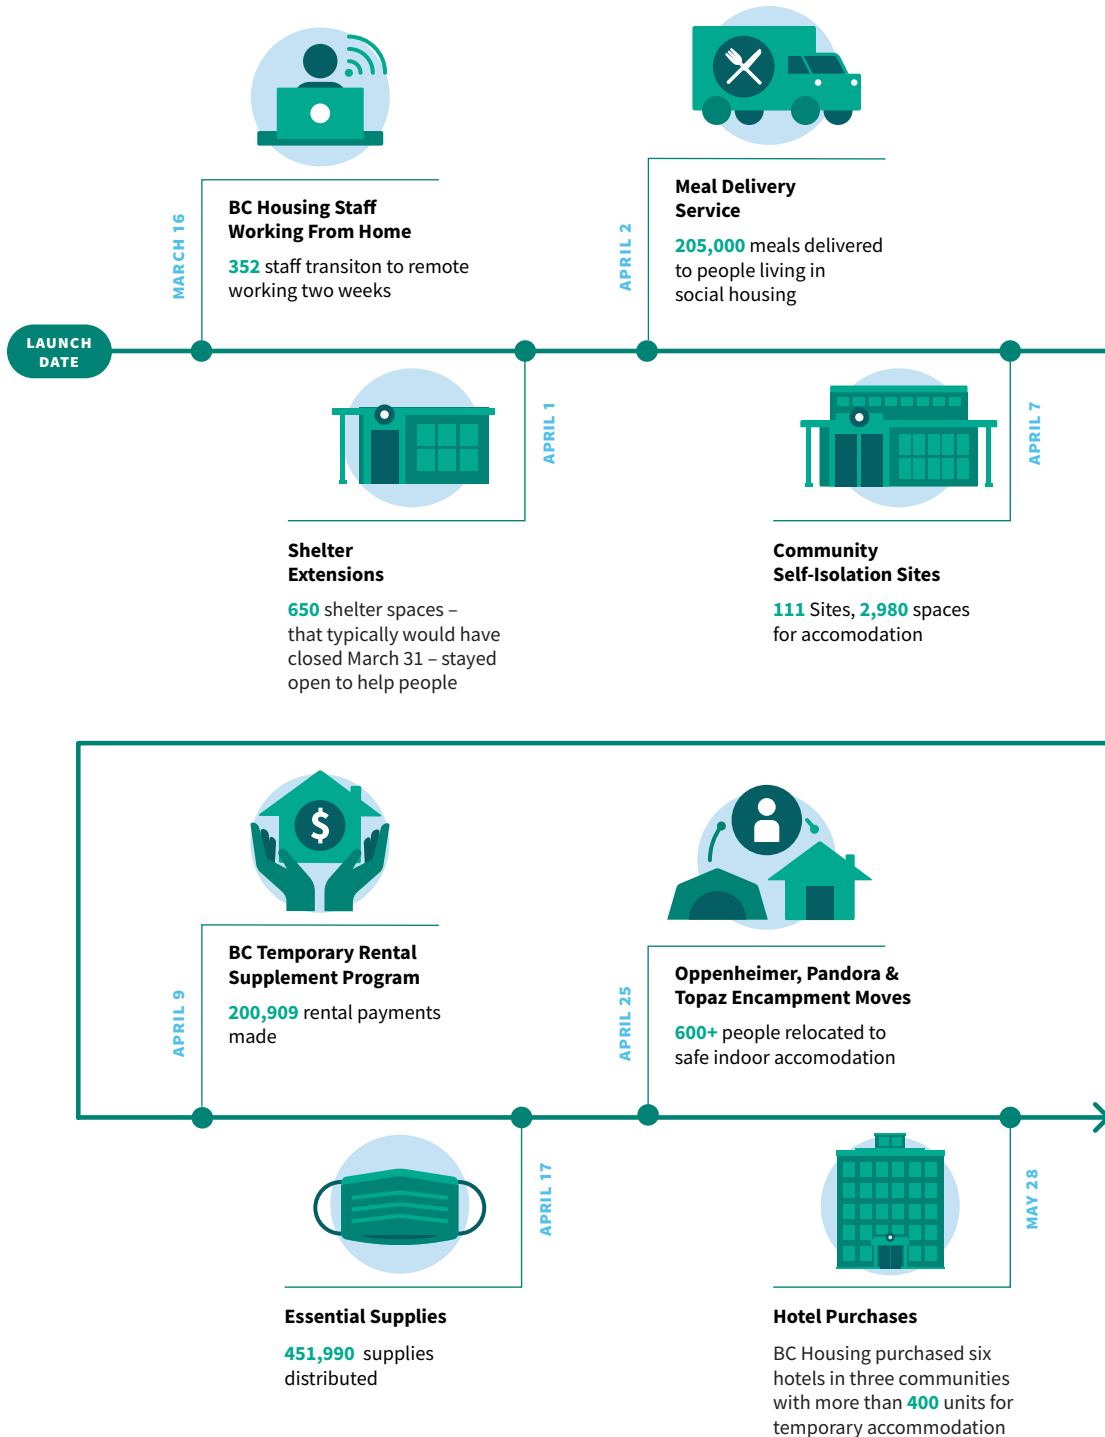 LAUNCH
DATE
MARCH 16
BC Housing Staff
Working From Home
352 staff transiton to remote
working two weeks
APRIL 1
Shelter
Extensions
650 shelter spaces –
that typically would have
closed March 31 – stayed
open to help people
APRIL 2
Meal Delivery
Service
205,000 meals delivered
to people living in
social housing
APRIL 7
Community
Self-Isolation Sites
111 Sites, 2,980 spaces
for accomodation
APRIL 9
$
BC Temporary Rental
Supplement Program
200,909 rental payments
made
APRIL 17
Essential Supplies
451,990 supplies
distributed
APRIL 25
Oppenheimer, Pandora &
Topaz Encampment Moves
600+ people relocated to
safe indoor accomodation
MAY 28
Hotel Purchases
BC Housing purchased six
hotels in three communities
with more than 400 units for
temporary accommodation